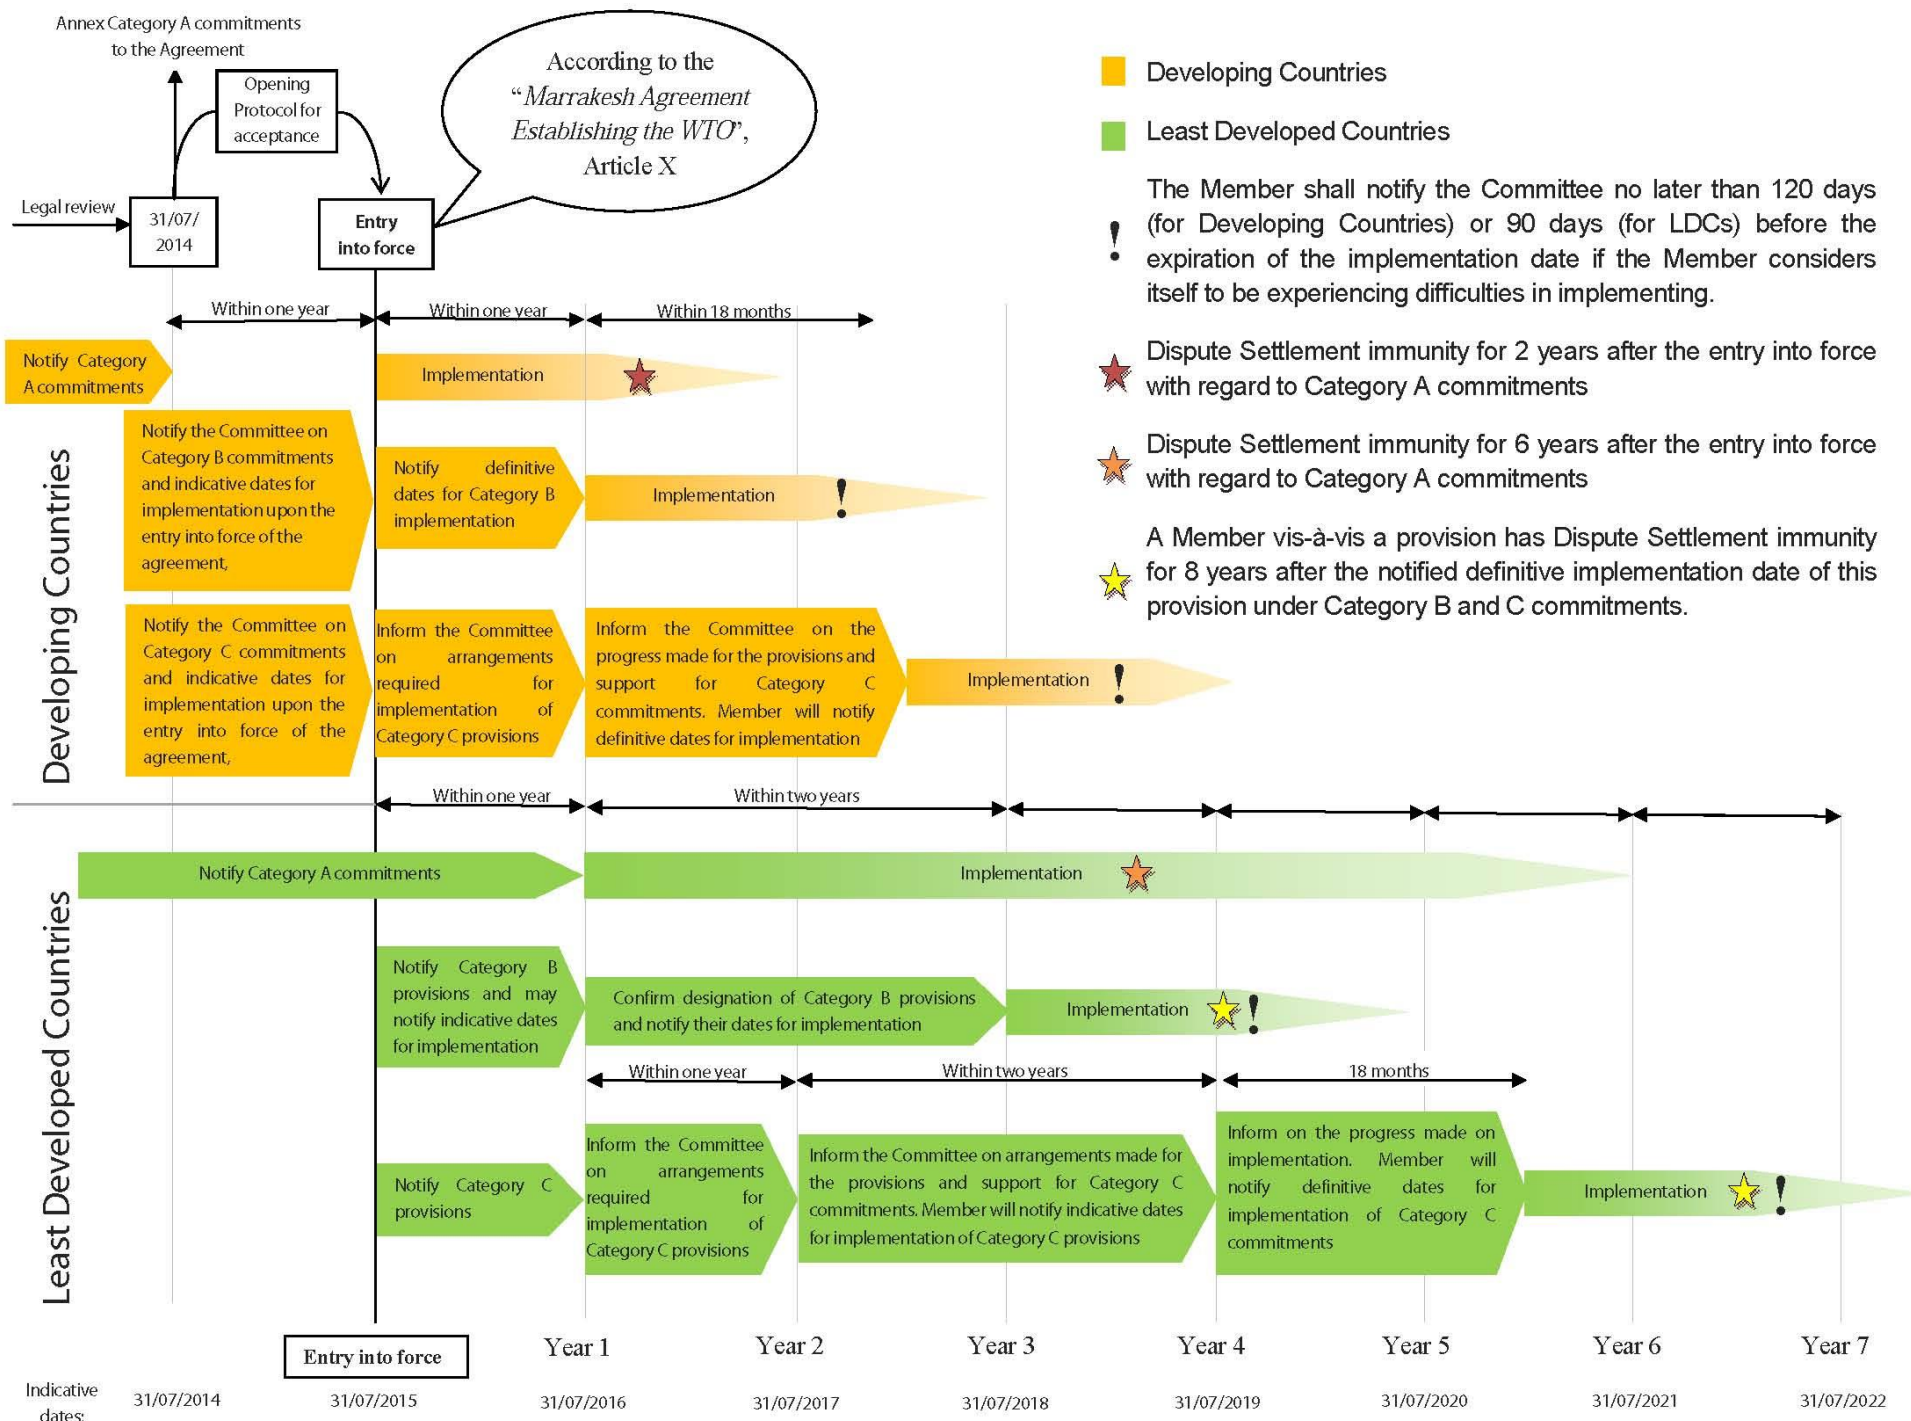 Annex Category A commitments
to the Agreement
Opening
Protocol for
acceptance
According to the
“Marrakesh Agreement
Establishing the WTO”,
Article X
Legal review
31/07/
2014
Entry
into force
Developing Countries
Least Developed Countries
The Member shall notify the Committee no later than 120 days
(for Developing Countries) or 90 days (for LDCs) before the
expiration of the implementation date if the Member considers
itself to be experiencing difficulties in implementing.
!
Dispute Settlement immunity for 2 years after the entry into force
with regard to Category A commitments
Dispute Settlement immunity for 6 years after the entry into force
with regard to Category A commitments
A Member vis-à-vis a provision has Dispute Settlement immunity
for 8 years after the notified definitive implementation date of this
provision under Category B and C commitments.
Within one year
Within one year
Within 18 months
Developing Countries
Notify Category
A commitments
Implementation
Notify the Committee on
Category B commitments
and indicative dates for
implementation upon the
entry into force of the
agreement,
Notify definitive
dates for Category B
implementation
Implementation
!
Notify the Committee on
Category C commitments
and indicative dates for
implementation upon the
entry into force of the
agreement,
Inform the Committee
on arrangements
required for
implementation of
Category C provisions
Inform the Committee on the
progress made for the provisions and
support for Category C
commitments. Member will notify
definitive dates for implementation
Implementation
!
Within one year
Within two years
Least Developed Countries
Notify Category A commitments
Implementation
Notify Category B
provisions and may
notify indicative dates
for implementation
Confirm designation of Category B provisions
and notify their dates for implementation
Implementation
!
Within one year
Within two years
18 months
Notify Category C
provisions
Inform the Committee
on arrangements
required for
implementation of
Category C provisions
Inform the Committee on arrangements made for
the provisions and support for Category C
commitments. Member will notify indicative dates
for implementation of Category C provisions
Inform on the progress made on
implementation. Member will
notify definitive dates for
implementation of Category C
commitments
Implementation
!
Entry into force
Year 1
Year 2
Year 3
Year 4
Year 5
Year 6
Year 7
Indicative
dates:
31/07/2014
31/07/2015
31/07/2016
31/07/2017
31/07/2018
31/07/2019
31/07/2020
31/07/2021
31/07/2022